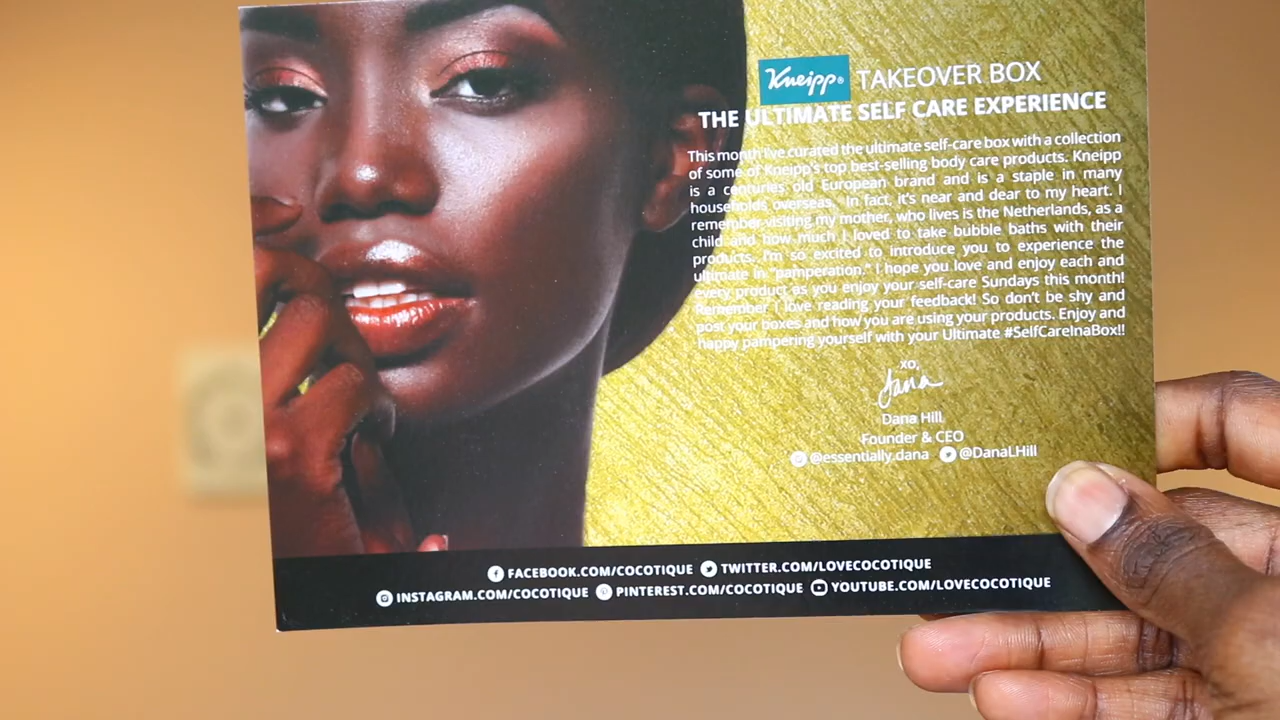 Kneipp® TAKEOVER BOX
THE ULTIMATE SELF CARE EXPERIENCE
This month I've curated the ultimate self-care box with a collection
of some of Kneipp's top best-selling body care products. Kneipp
is a centuries old European brand and is a staple in many
households overseas. In fact, it's near and dear to my heart. I
remember visiting my mother, who lives is the Netherlands, as a
child and how much I loved to take bubble baths with their
products. I'm so excited to introduce you to experience the
ultimate in "pamperation." I hope you love and enjoy each and
every product as you enjoy your self-care Sundays this month!
Remember I love reading your feedback! So don't be shy and
post your boxes and how you are using your products. Enjoy and
happy pampering yourself with your Ultimate #SelfCareInaBox!!
xo,
Dana
Dana Hill
Founder & CEO
@essentially.dana @DanaLHill
FACEBOOK.COM/COCOTIQUE TWITTER.COM/LOVECOCOTIQUE
INSTAGRAM.COM/COCOTIQUE PINTEREST.COM/COCOTIQUE YOUTUBE.COM/LOVECOCOTIQUE